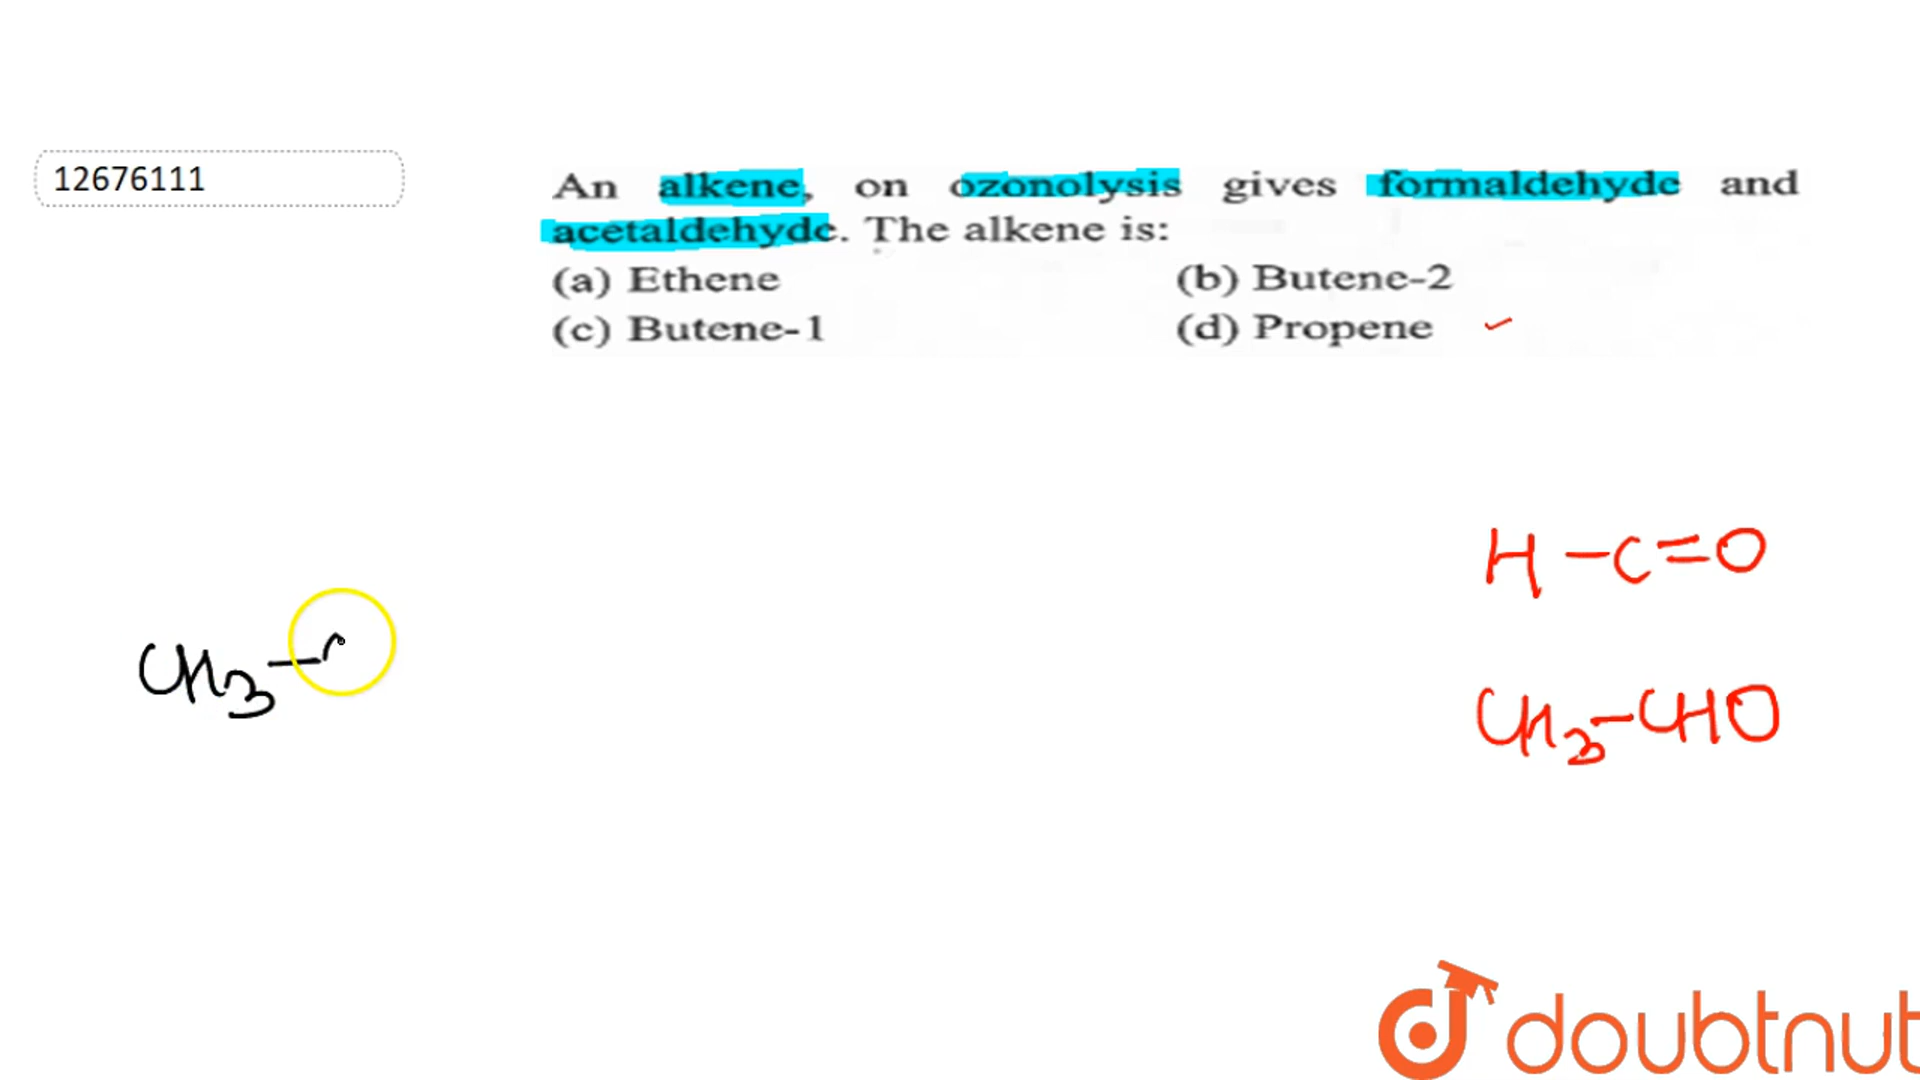 12676111
An alkene, on ozonolysis gives formaldehyde and
acetaldehyde. The alkene is:
(a) Ethene (b) Butene-2
(c) Butene-1 (d) Propene
H-C=O
CH3-
CH3-CHO
doubtnut